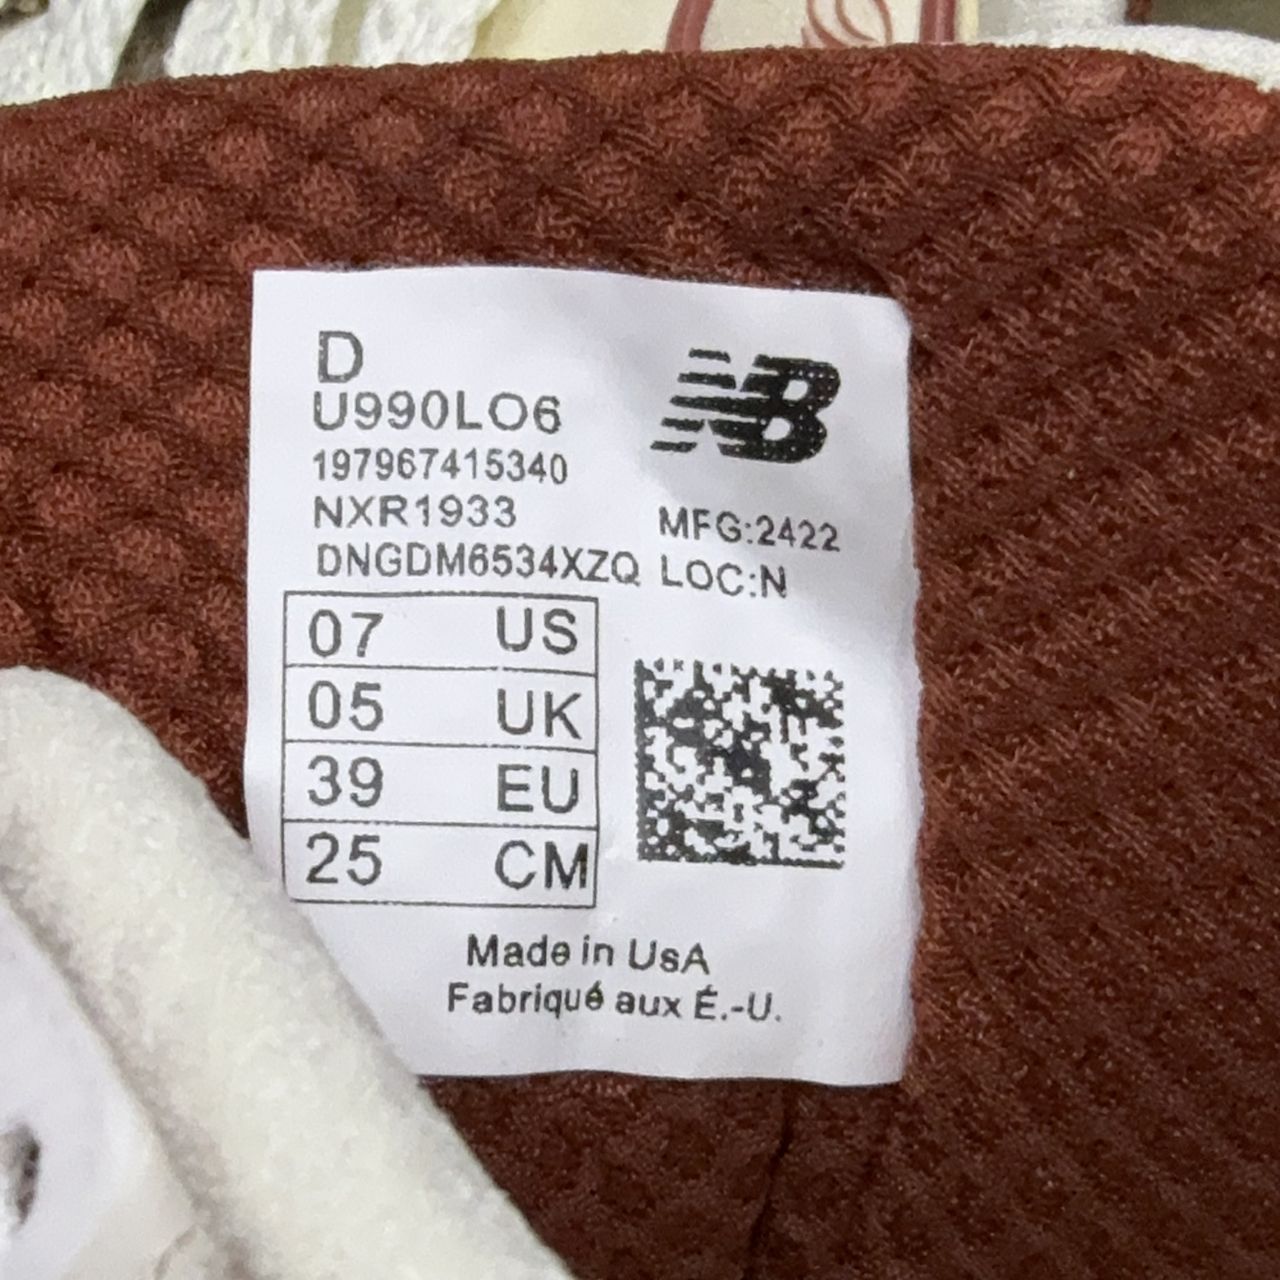 D
U990LO6
197967415340
NXR1933
MFG:2422
DNGDM6534XZQ LOC:N
07 US
05 UK
39 EU
25 CM
Made in UsA
Fabriqué aux É.-U.
NB